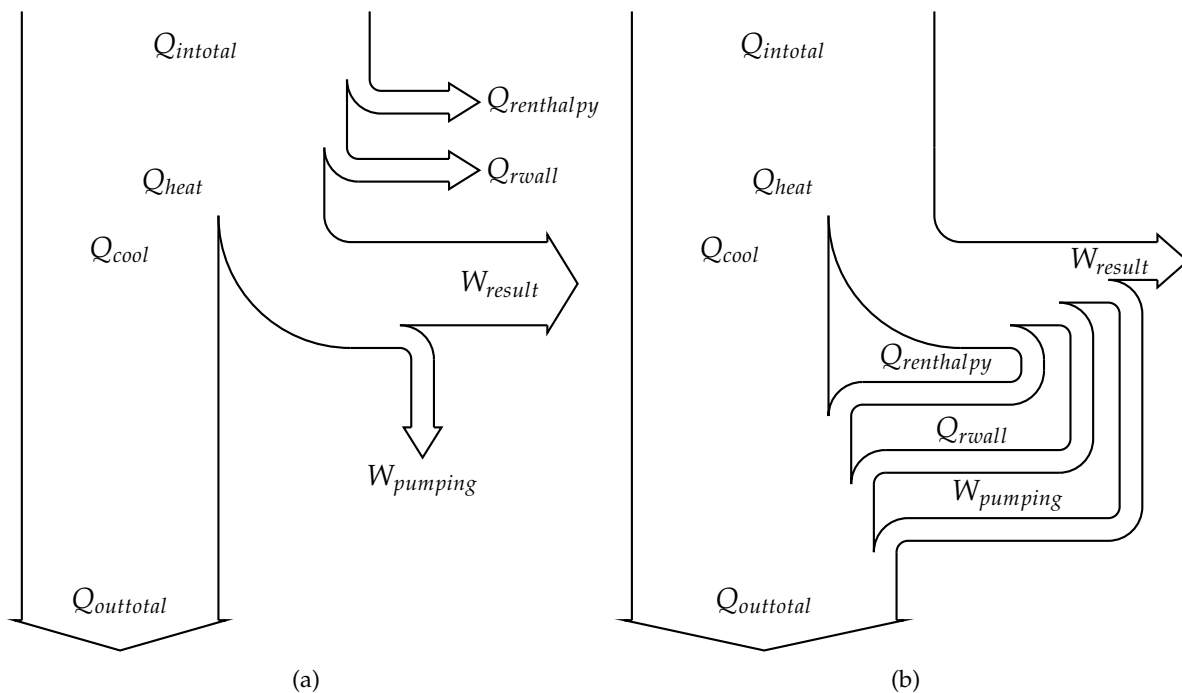 Q_intotal
Q_renthalpy
Q_rwall
Q_heat
Q_cool
W_result
W_pumping
Q_outtotal
(a)
Q_intotal
Q_heat
Q_cool
W_result
Q_renthalpy
Q_rwall
W_pumping
Q_outtotal
(b)